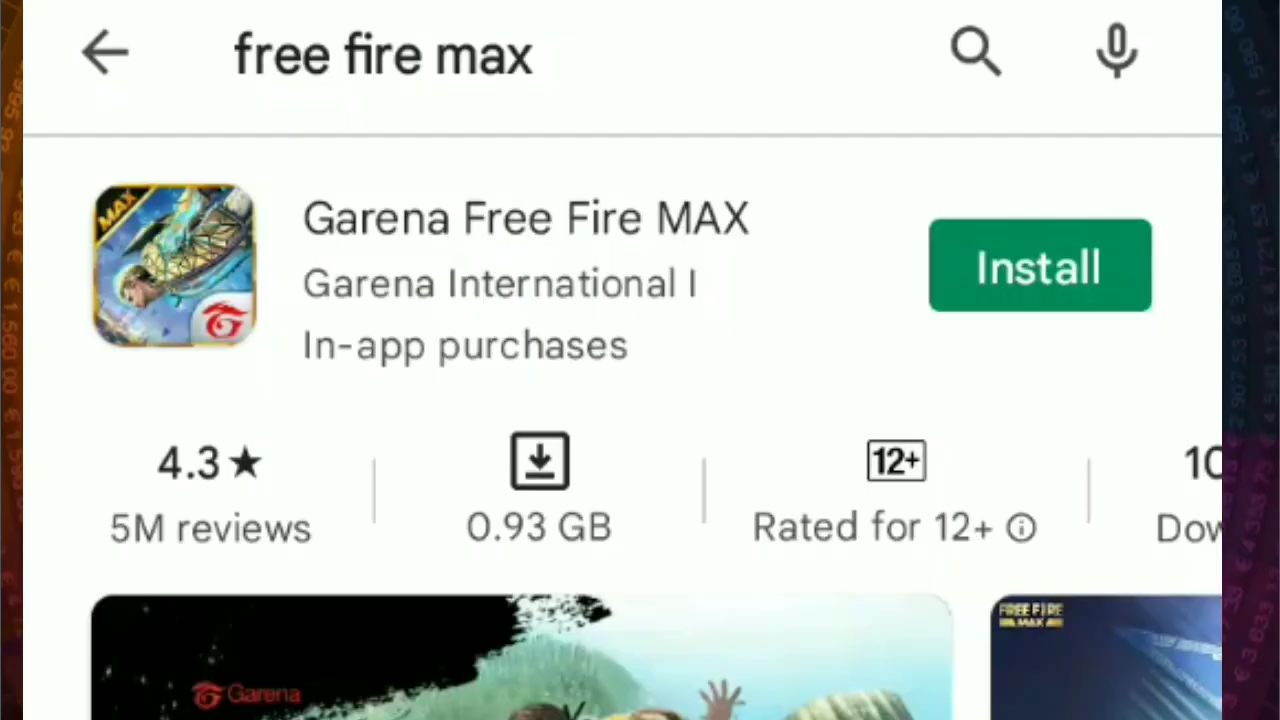 free fire max
MAX
Garena Free Fire MAX
Install
Garena International I
In-app purchases
4.3★
12+
5M reviews
0.93 GB
Rated for 12+
FREE FIRE
MAX
Garena